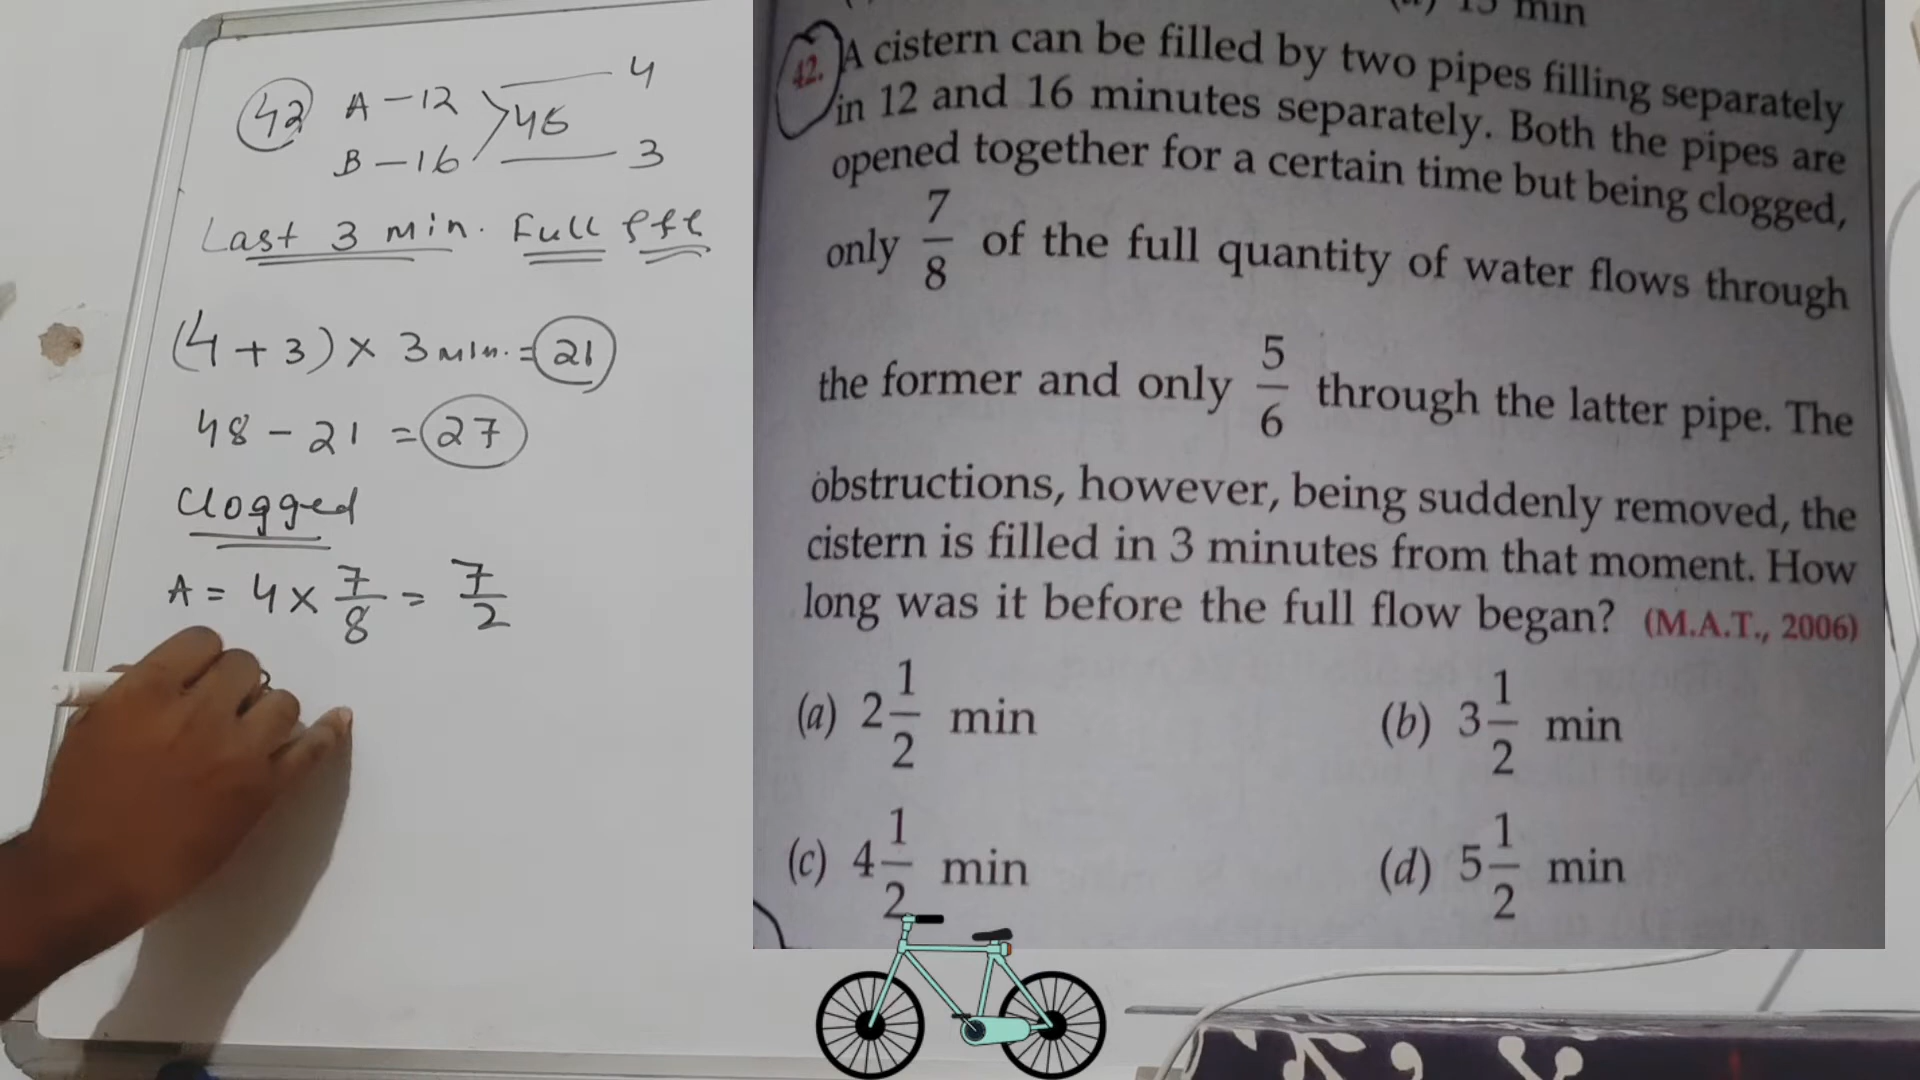 42 A - 12 4
48
B - 16 3
Last 3 min. Full eff
(4 + 3) × 3 min. = 21
48 - 21 = 27
Clogged
A = 4 × 7/8 = 7/2
15 min
42. A cistern can be filled by two pipes filling separately
in 12 and 16 minutes separately. Both the pipes are
opened together for a certain time but being clogged,
only 7/8 of the full quantity of water flows through
the former and only 5/6 through the latter pipe. The
obstructions, however, being suddenly removed, the
cistern is filled in 3 minutes from that moment. How
long was it before the full flow began? (M.A.T., 2006)
(a) 2 1/2 min (b) 3 1/2 min
(c) 4 1/2 min (d) 5 1/2 min